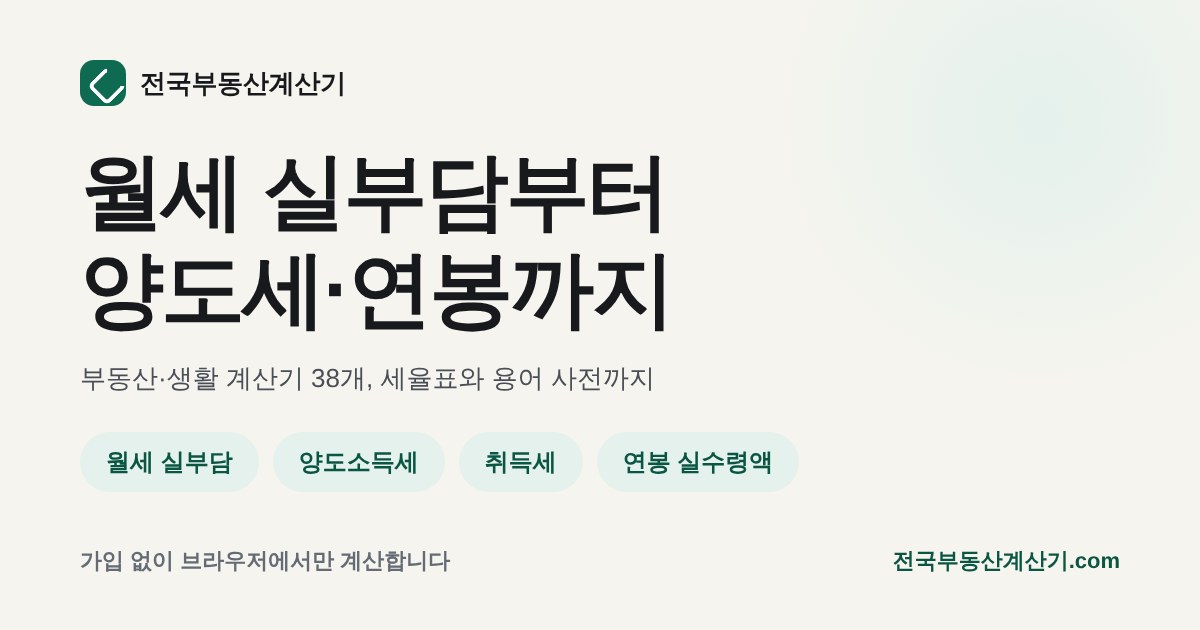 전국부동산계산기
월세 실부담부터
양도세·연봉까지
부동산·생활 계산기 38개, 세율표와 용어 사전까지
월세 실부담
양도소득세
취득세
연봉 실수령액
가입 없이 브라우저에서만 계산합니다
전국부동산계산기.com